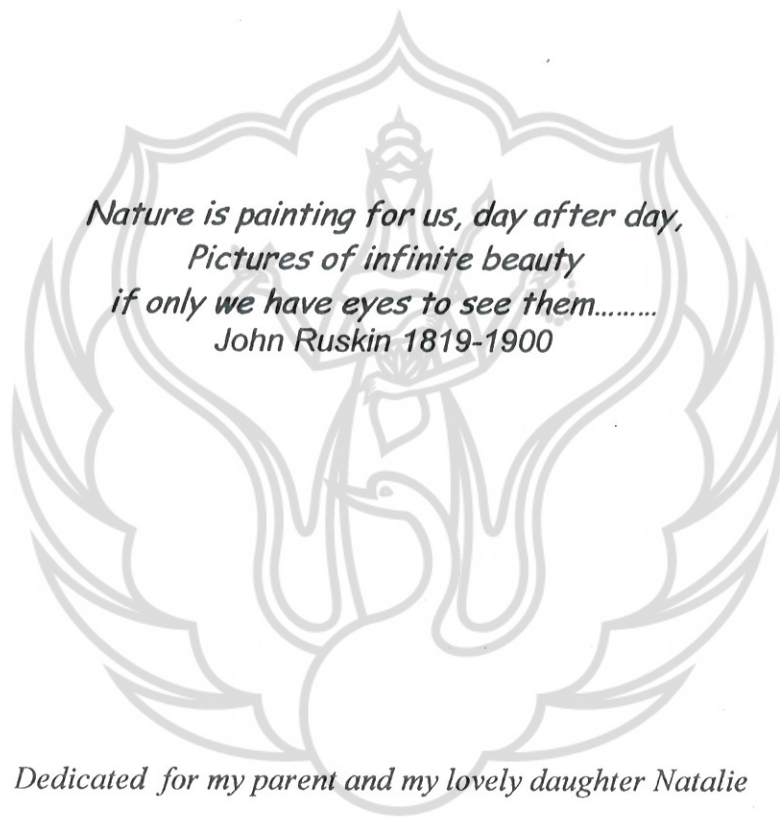 Nature is painting for us, day after day,
Pictures of infinite beauty
if only we have eyes to see them.........
John Ruskin 1819-1900
Dedicated for my parent and my lovely daughter Natalie